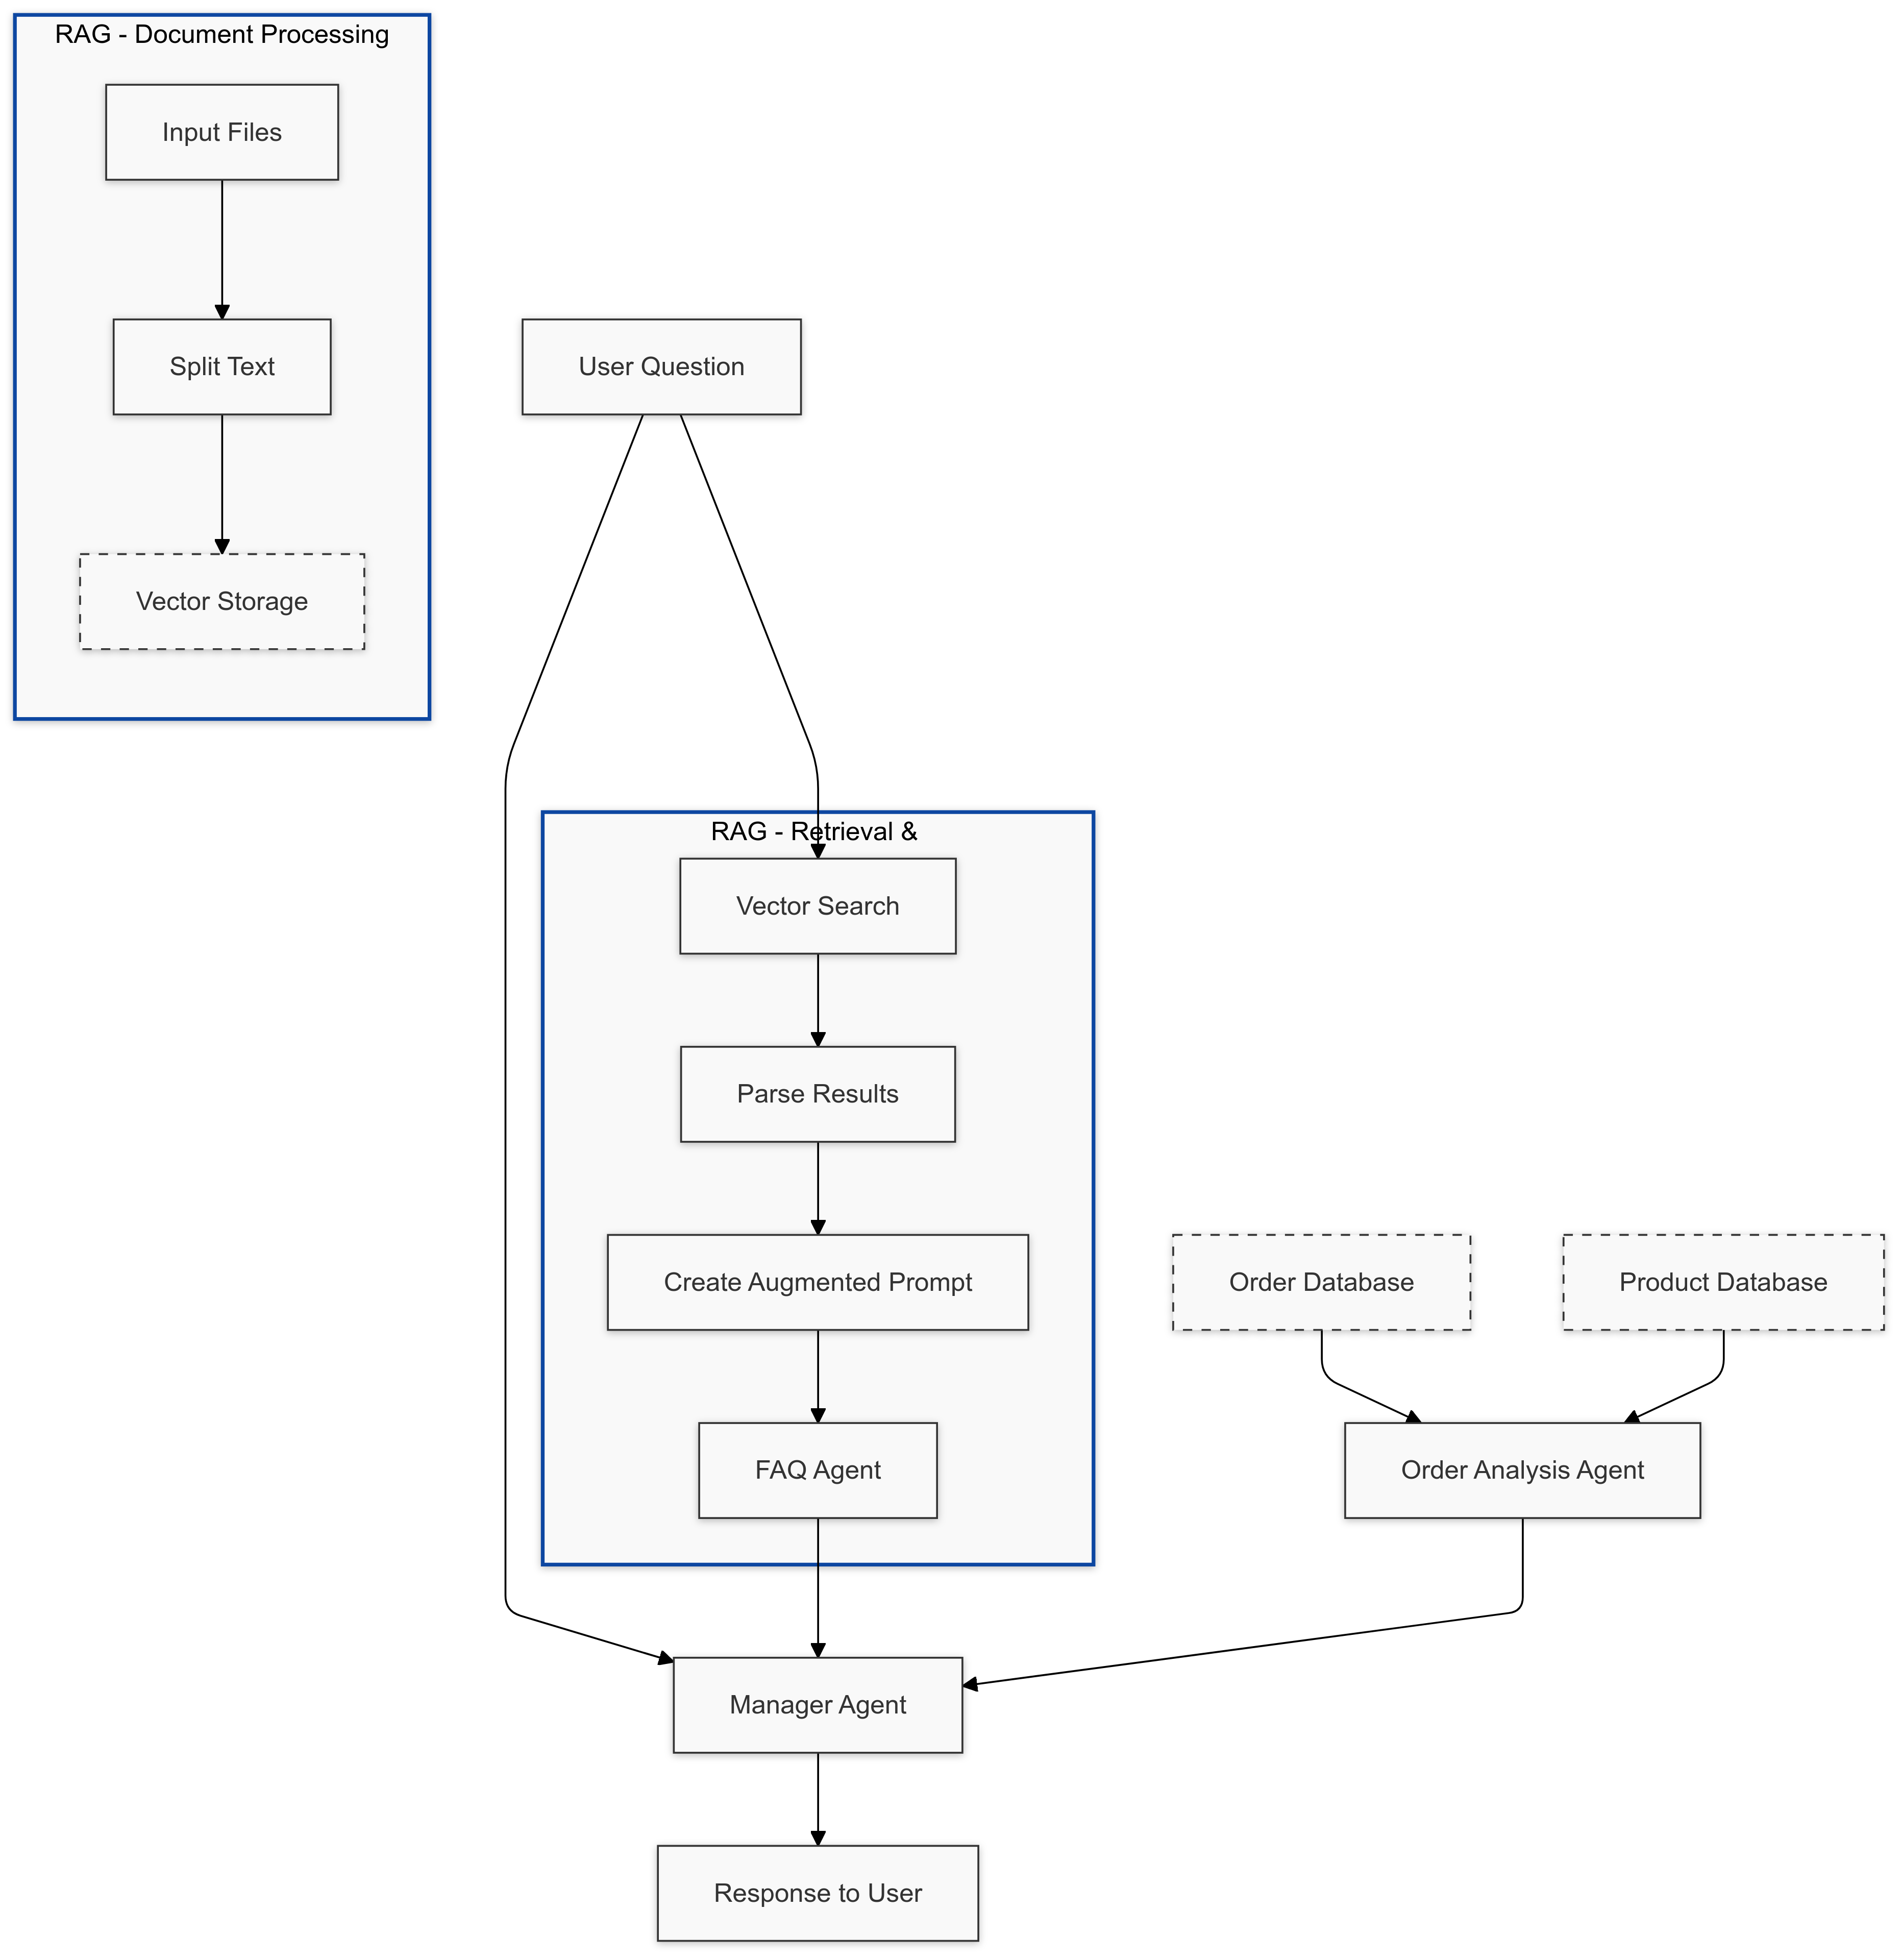 RAG - Document Processing
Input Files
Split Text
Vector Storage
User Question
RAG - Retrieval &
Vector Search
Parse Results
Create Augmented Prompt
FAQ Agent
Order Database
Product Database
Order Analysis Agent
Manager Agent
Response to User